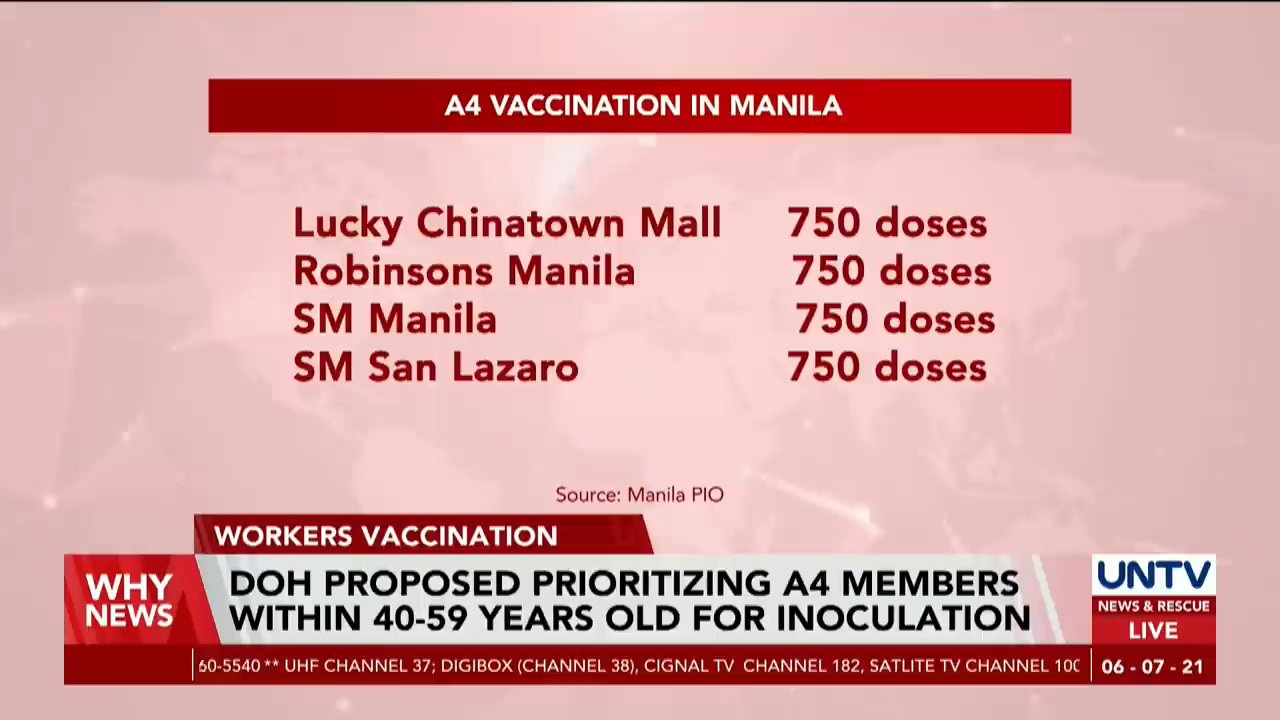 A4 VACCINATION IN MANILA
Lucky Chinatown Mall 750 doses
Robinsons Manila 750 doses
SM Manila 750 doses
SM San Lazaro 750 doses
Source: Manila PIO
WORKERS VACCINATION
WHY NEWS
DOH PROPOSED PRIORITIZING A4 MEMBERS
WITHIN 40-59 YEARS OLD FOR INOCULATION
UNTV
NEWS & RESCUE
LIVE
60-5540 ** UHF CHANNEL 37; DIGIBOX (CHANNEL 38), CIGNAL TV CHANNEL 182, SATLITE TV CHANNEL 100
06 - 07 - 21